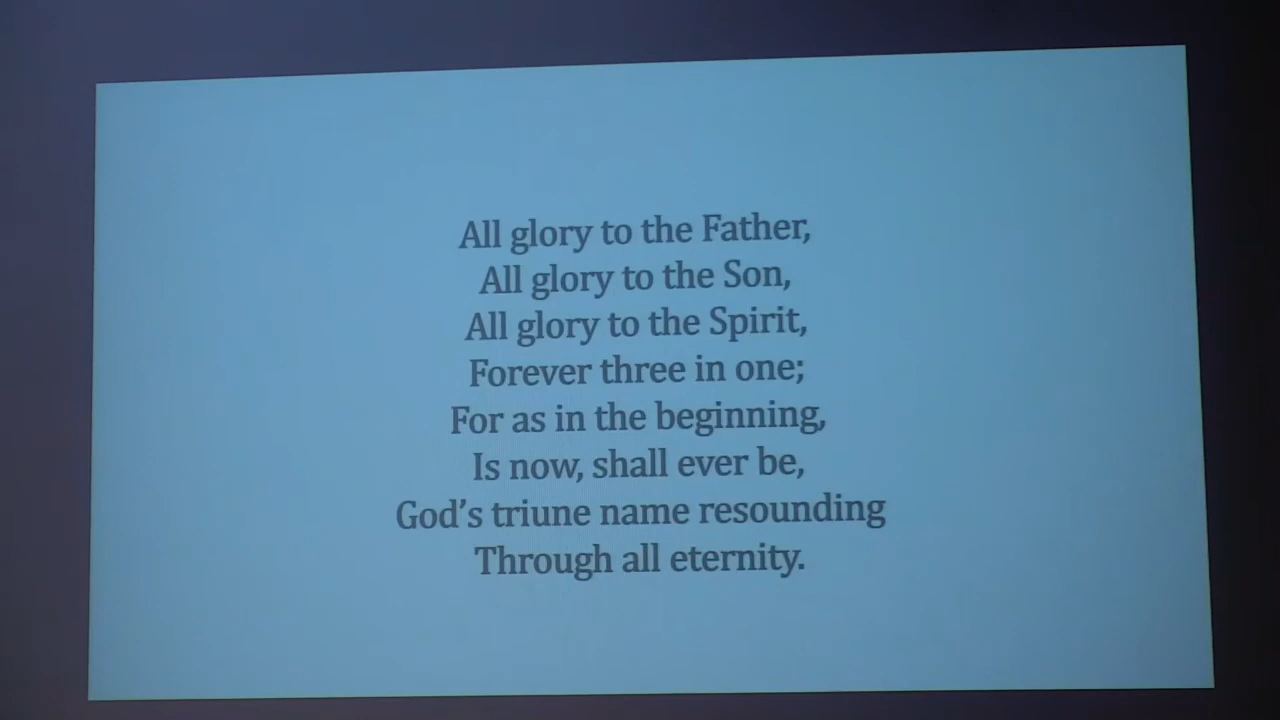 All glory to the Father,
All glory to the Son,
All glory to the Spirit,
Forever three in one;
For as in the beginning,
Is now, shall ever be,
God’s triune name resounding
Through all eternity.